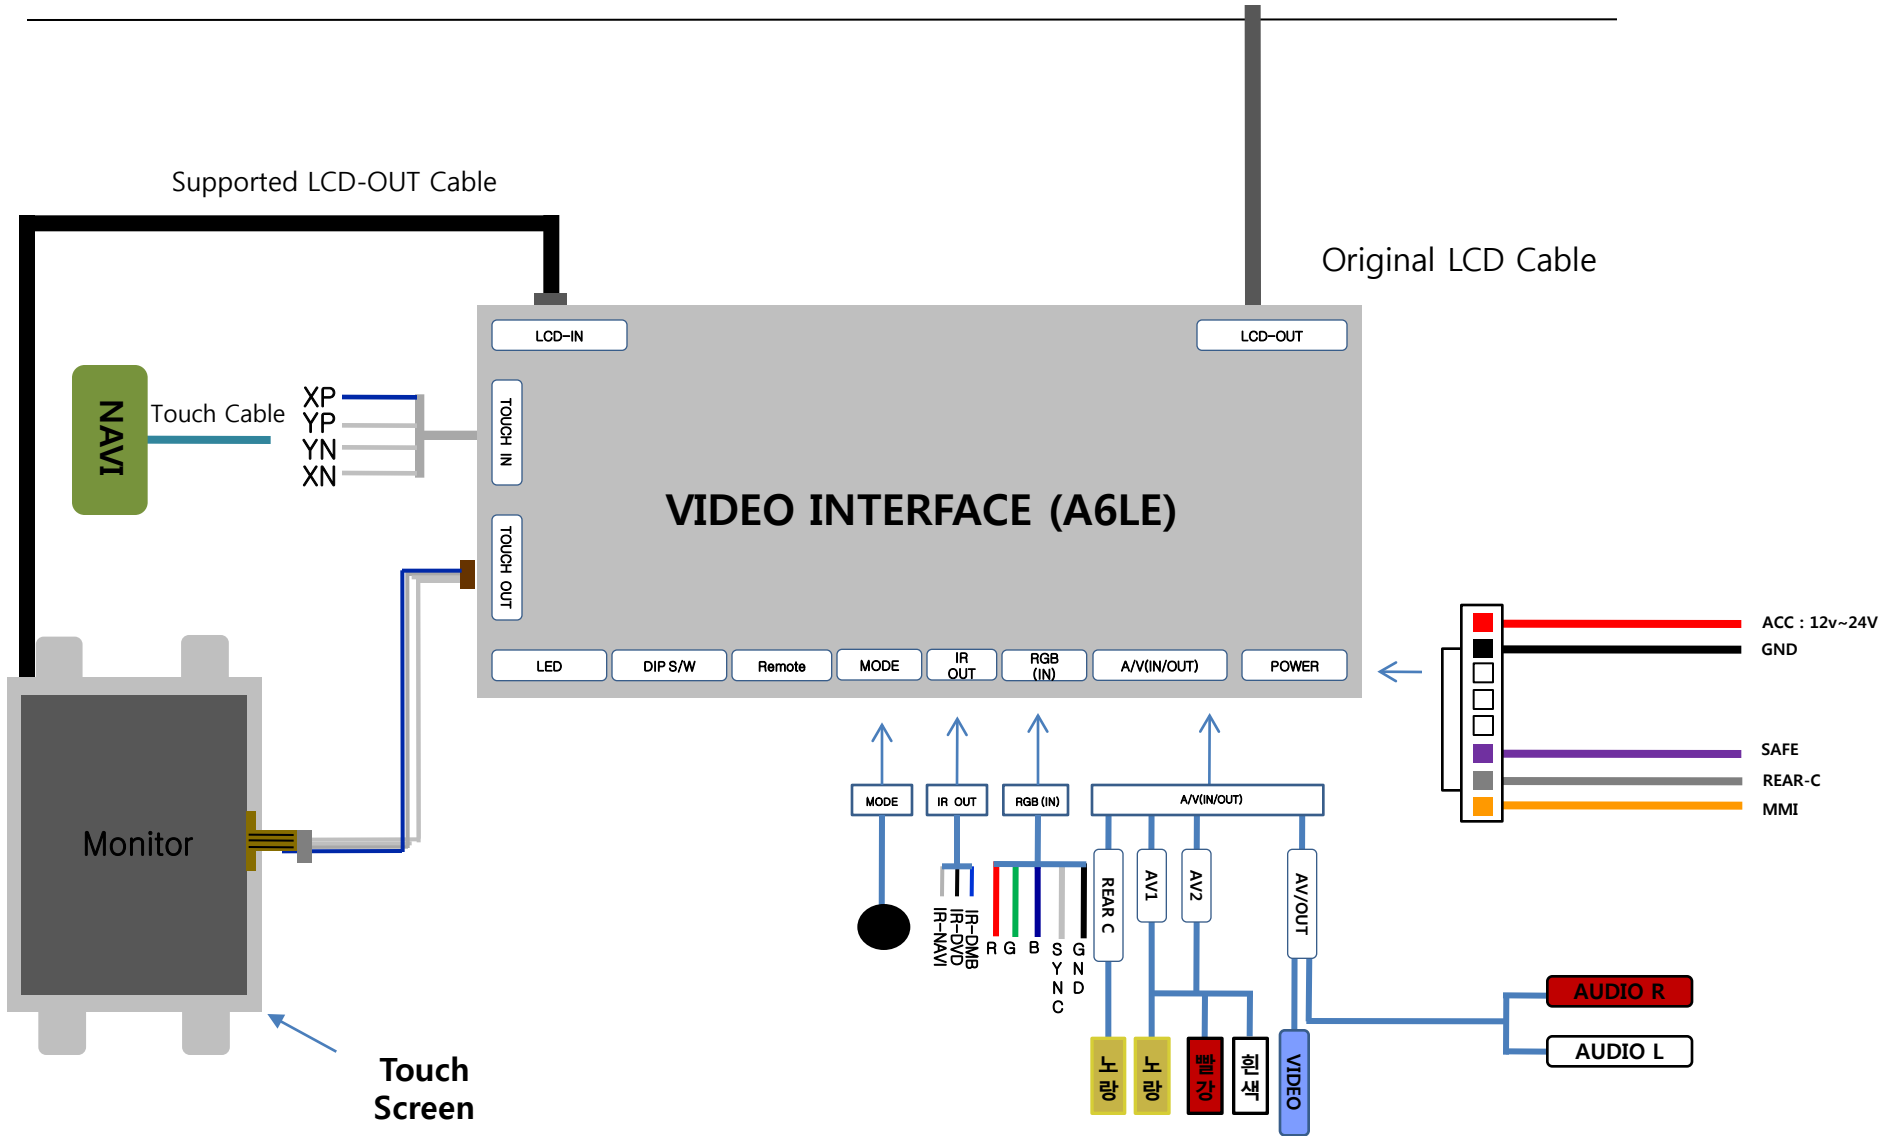 Supported LCD-OUT Cable
Original LCD Cable
LCD-IN
LCD-OUT
NAVI
Touch Cable
XP
YP
YN
XN
TOUCH IN
VIDEO INTERFACE (A6LE)
TOUCH OUT
LED
DIP S/W
Remote
MODE
IR
OUT
RGB
(IN)
A/V(IN/OUT)
POWER
ACC : 12v~24V
GND
SAFE
REAR-C
MMI
MODE
IR OUT
RGB (IN)
A/V(IN/OUT)
Monitor
IR-NAVI
IR-DVD
IR-DMB
R
G
B
SYNC
GND
REAR C
AV1
AV2
AV/OUT
AUDIO R
AUDIO L
노랑
노랑
빨강
흰색
VIDEO
Touch
Screen